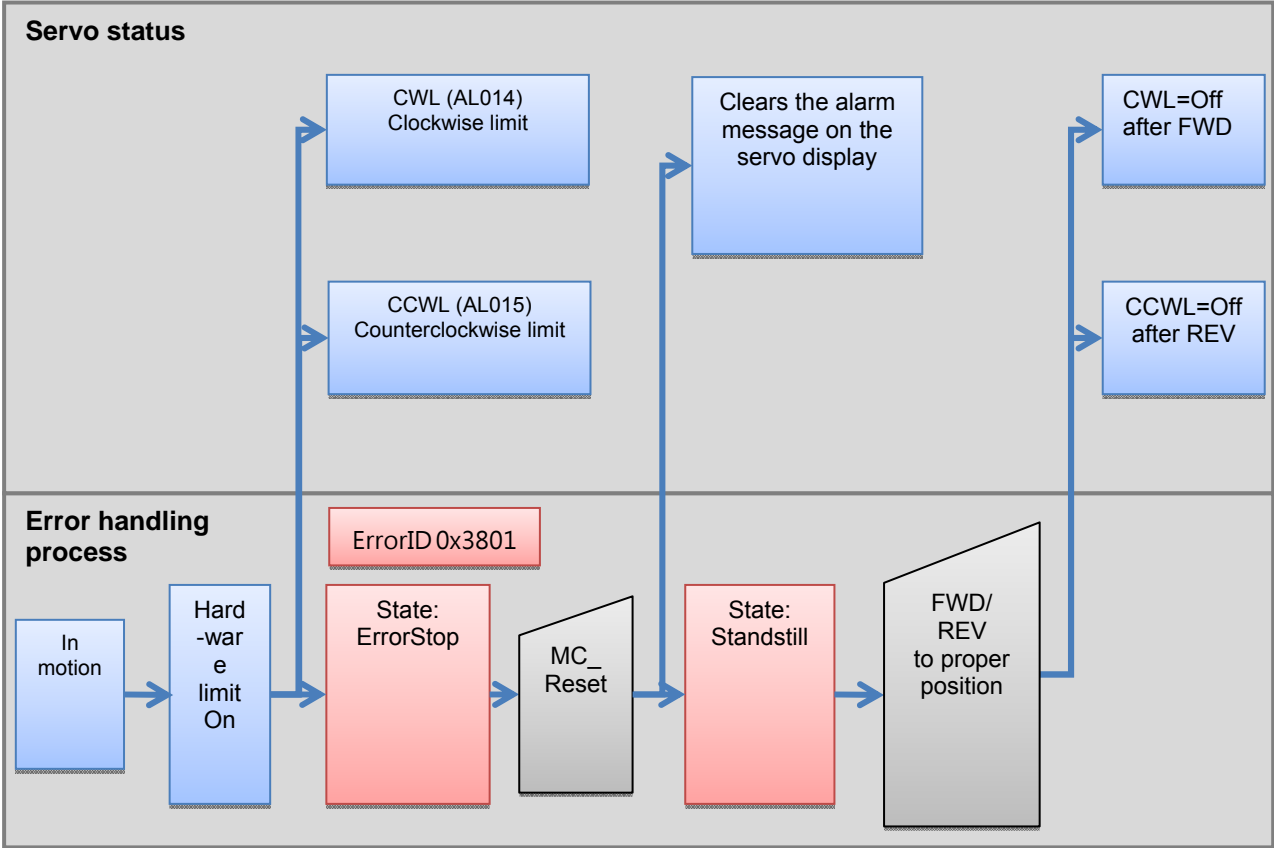 Servo status
CWL (AL014)
Clockwise limit
Clears the alarm
message on the
servo display
CWL=Off
after FWD
CCWL (AL015)
Counterclockwise limit
CCWL=Off
after REV
Error handling
process
ErrorID 0x3801
In
motion
Hard
-war
e
limit
On
State:
ErrorStop
MC_
Reset
State:
Standstill
FWD/
REV
to proper
position